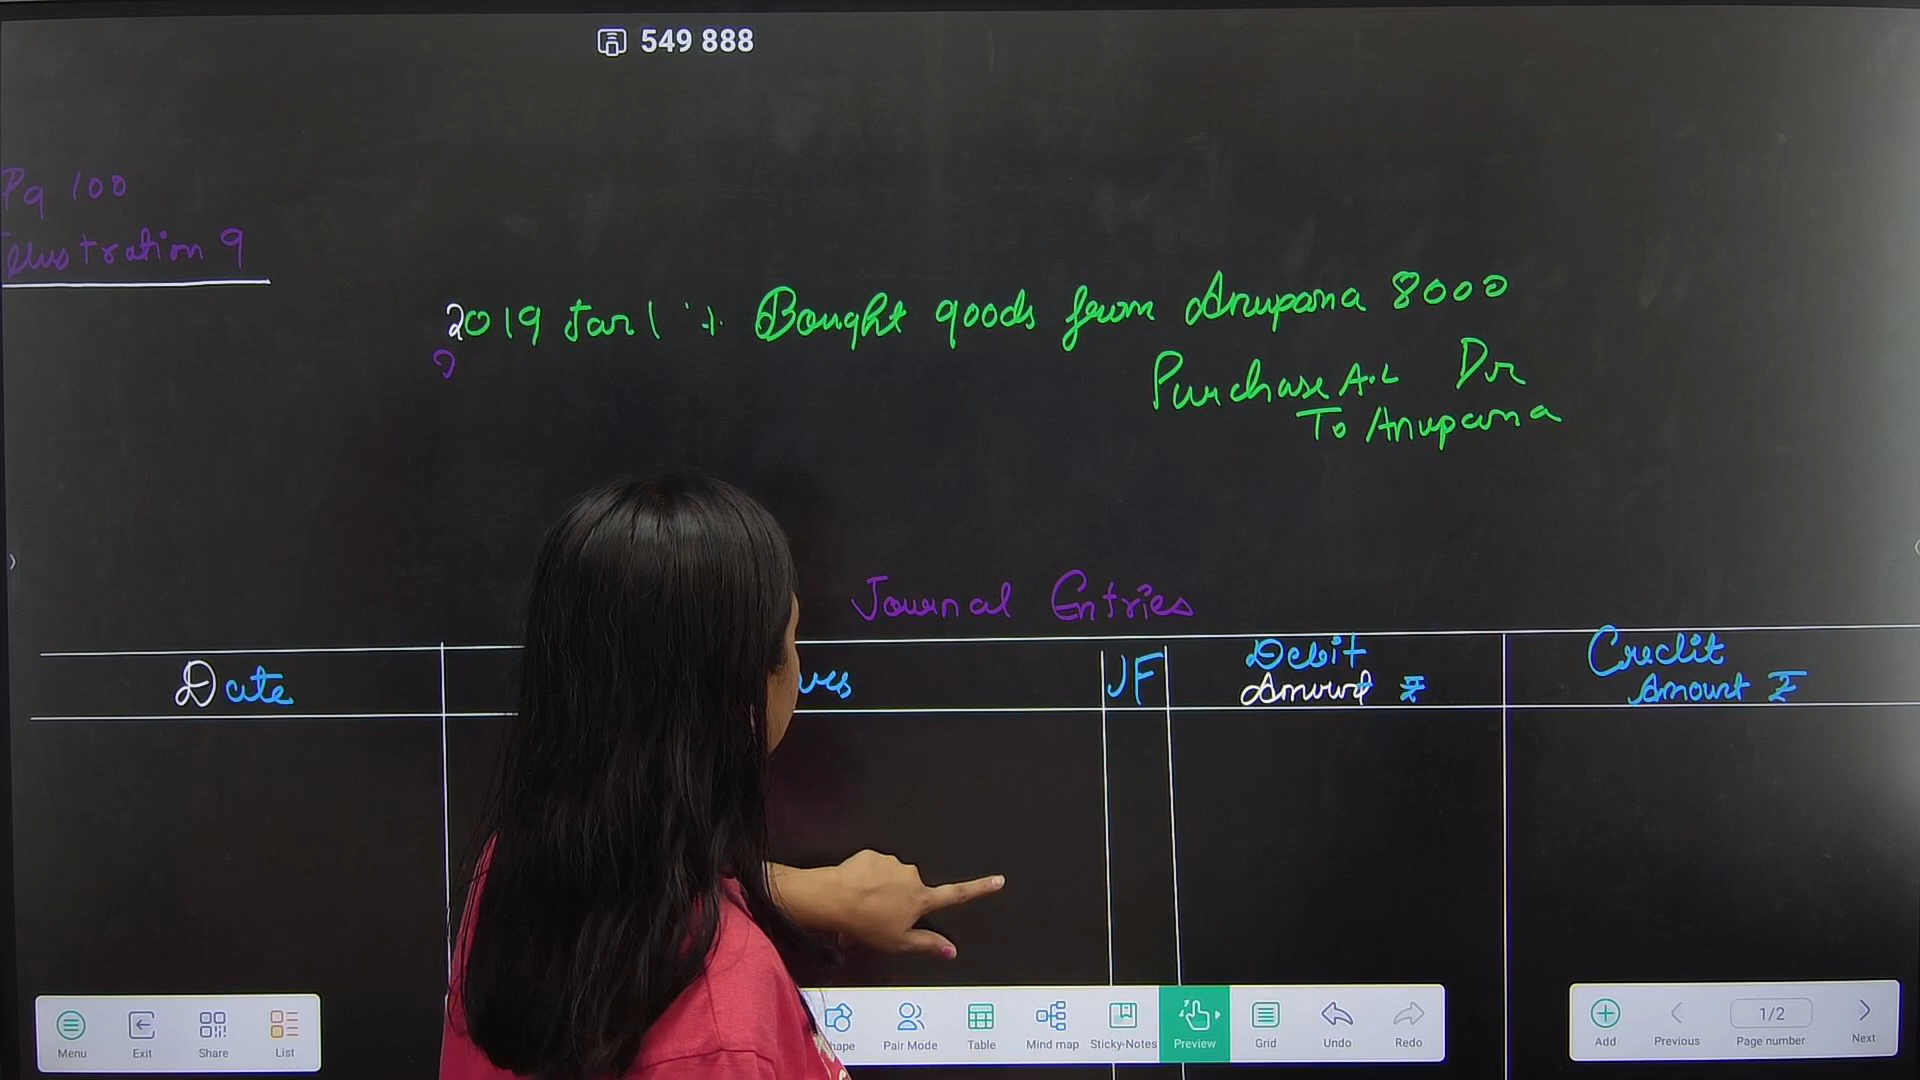 549 888
Pg 100
Illustration 9
2019 Jan 1 :- Bought goods from Anupama 8000
Purchase A.c Dr
To Anupama
Journal Entries
Date
JF
Debit
Amount ₹
Credit
Amount ₹
Menu
Exit
Share
List
Pair Mode
Table
Mind map
Sticky-Notes
Preview
Grid
Undo
Redo
Add
Previous
1/2
Page number
Next